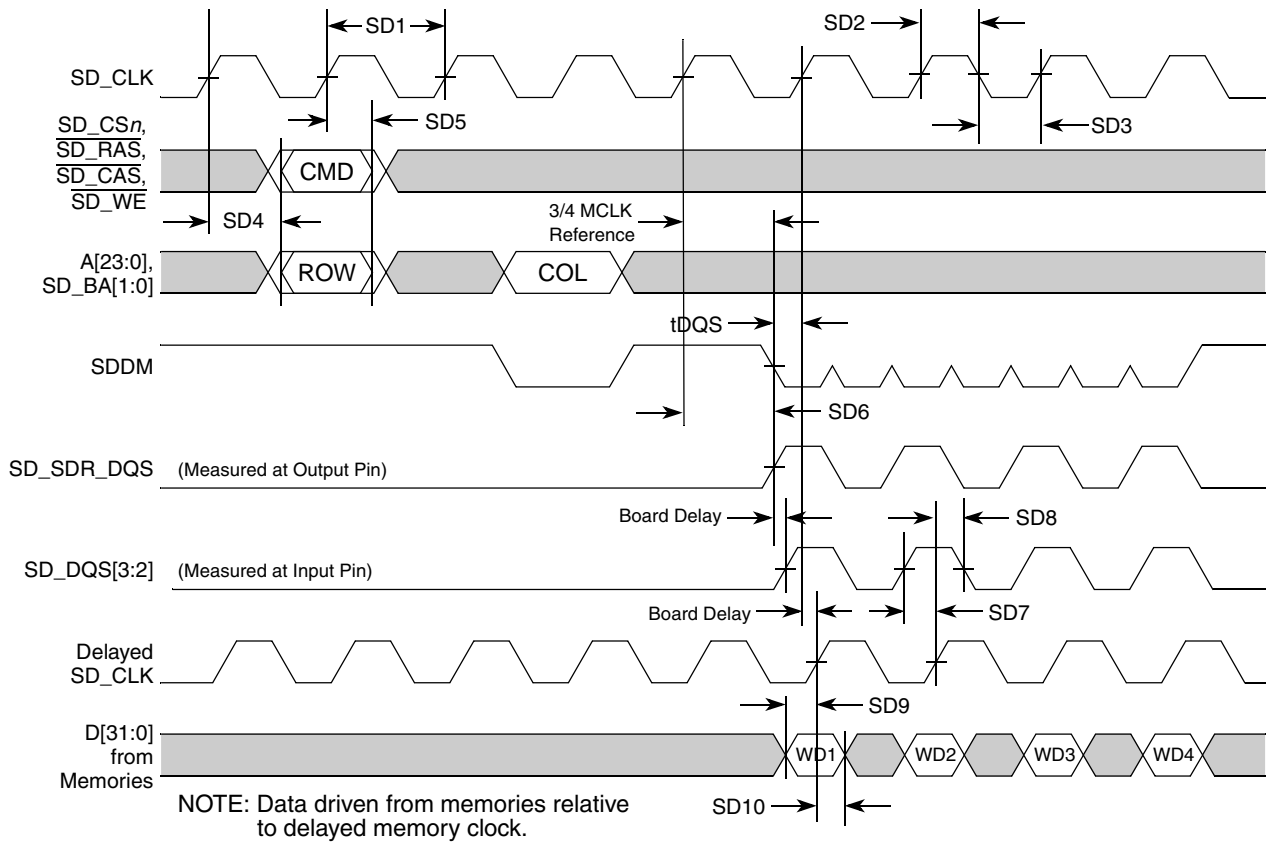 SD1
SD2
SD_CLK
SD5
SD3
SD_CSn,
SD_RAS,
SD_CAS,
SD_WE
CMD
SD4
3/4 MCLK
Reference
A[23:0],
SD_BA[1:0]
ROW
COL
tDQS
SDDM
SD6
SD_SDR_DQS
(Measured at Output Pin)
Board Delay
SD8
SD_DQS[3:2]
(Measured at Input Pin)
Board Delay
SD7
Delayed
SD_CLK
SD9
D[31:0]
from
Memories
WD1
WD2
WD3
WD4
SD10
NOTE: Data driven from memories relative
to delayed memory clock.